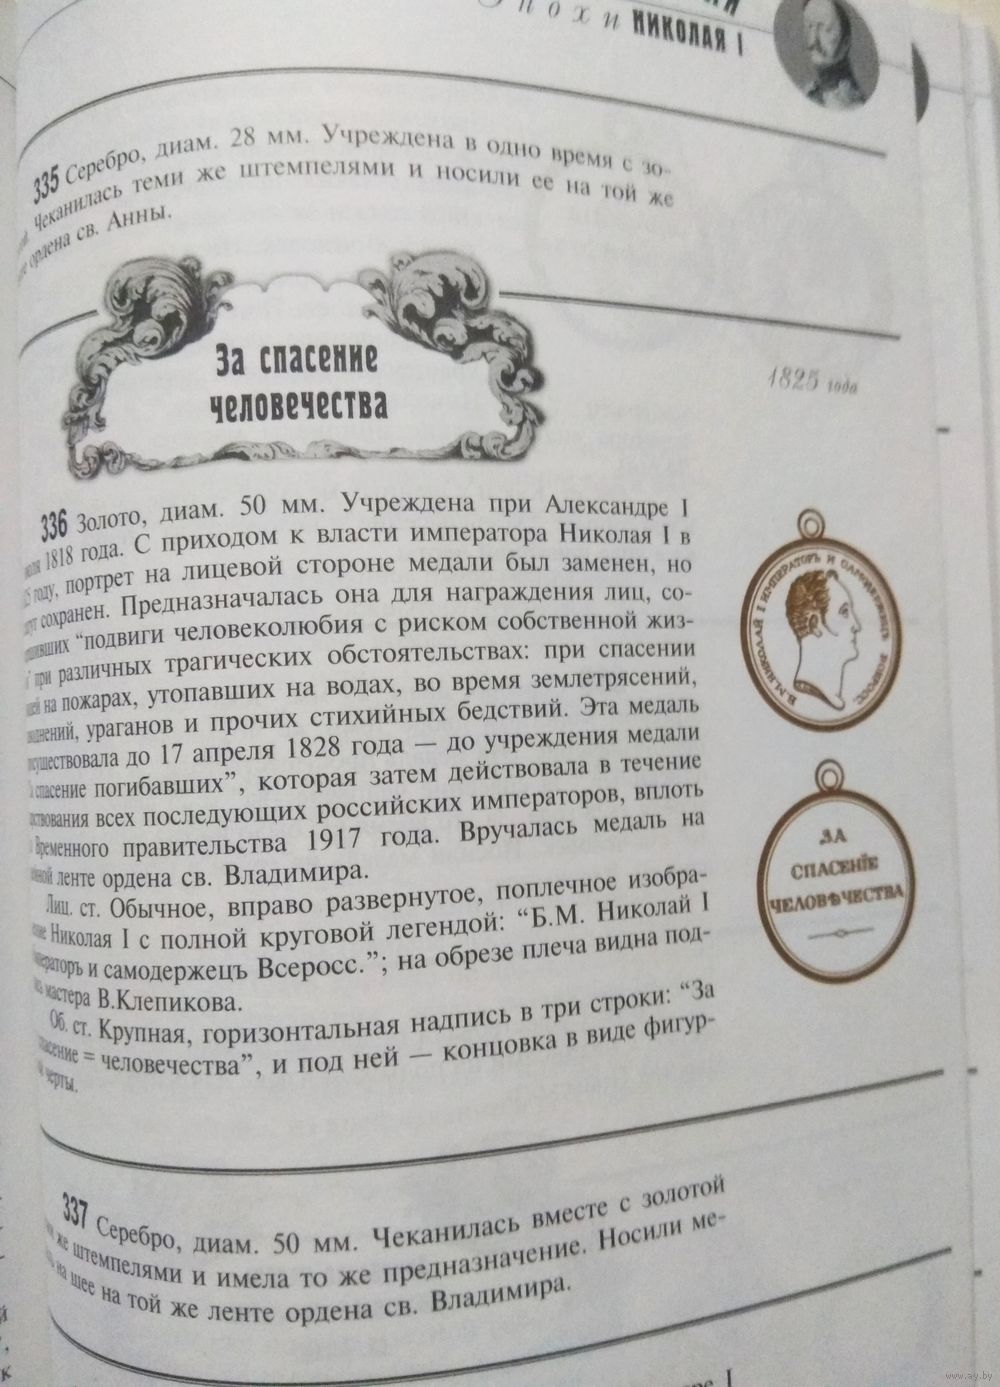 Эпохи НИКОЛАЯ I
335 Серебро, диам. 28 мм. Учреждена в одно время с зо-
Чеканилась теми же штемпелями и носили ее на той же
ордена св. Анны.
За спасение
человечества
1825 года
336 Золото, диам. 50 мм. Учреждена при Александре I
1818 года. С приходом к власти императора Николая I в
году, портрет на лицевой стороне медали был заменен, но
сохранен. Предназначалась она для награждения лиц, со-
“подвиги человеколюбия с риском собственной жиз-
при различных трагических обстоятельствах: при спасении
на пожарах, утопавших на водах, во время землетрясений,
ураганов и прочих стихийных бедствий. Эта медаль
до 17 апреля 1828 года — до учреждения медали
спасение погибавших”, которая затем действовала в течение
всех последующих российских императоров, вплоть
Временного правительства 1917 года. Вручалась медаль на
ленте ордена св. Владимира.
Лиц. ст. Обычное, вправо развернутое, поплечное изобра-
Николая I с полной круговой легендой: “Б.М. Николай I
и самодержецъ Всеросс.”; на обрезе плеча видна под-
мастера В.Клепикова.
Об. ст. Крупная, горизонтальная надпись в три строки: “За
= человечества”, и под ней — концовка в виде фигур-
черты.
Б.М.НИКОЛАЙ I ИМПЕРАТОРЪ И САМОДЕРЖЕЦЪ ВСЕРОСС.
ЗА
СПАСЕНІЕ
ЧЕЛОВѢЧЕСТВА
337 Серебро, диам. 50 мм. Чеканилась вместе с золотой
же штемпелями и имела то же предназначение. Носили ме-
на шее на той же ленте ордена св. Владимира.
www.ay.by